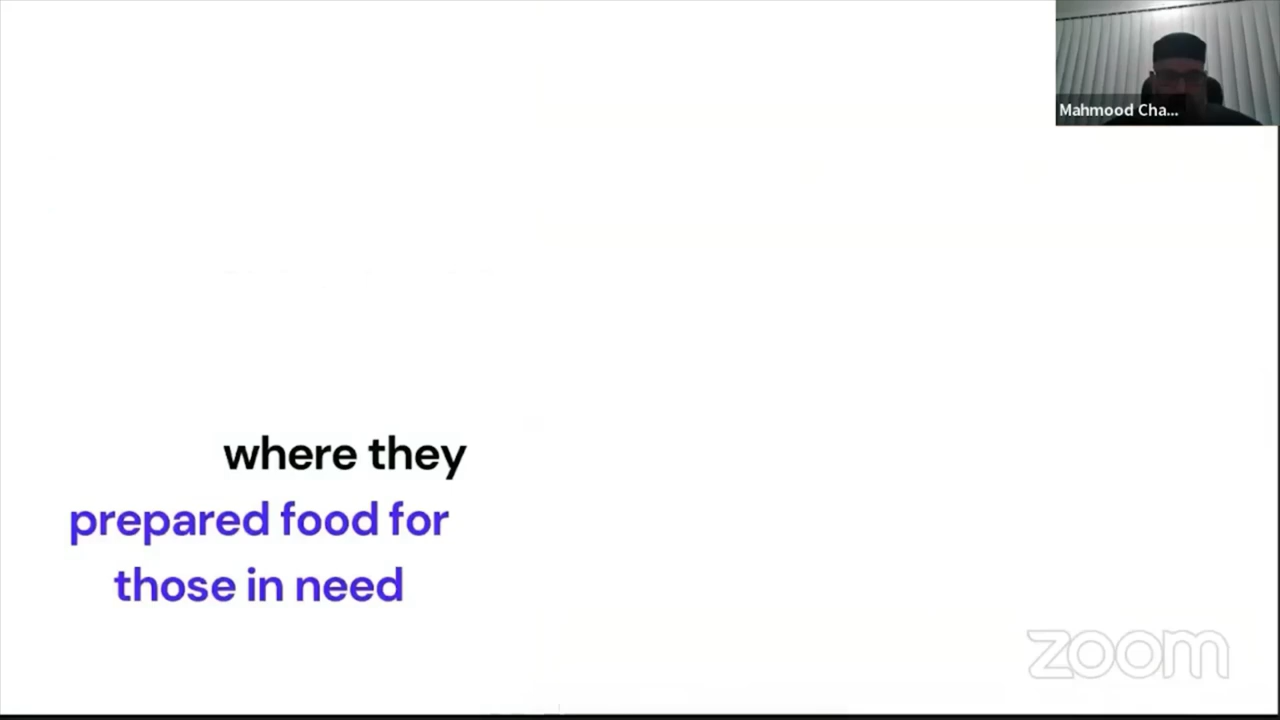 Mahmood Cha...
where they
prepared food for
those in need
zoom